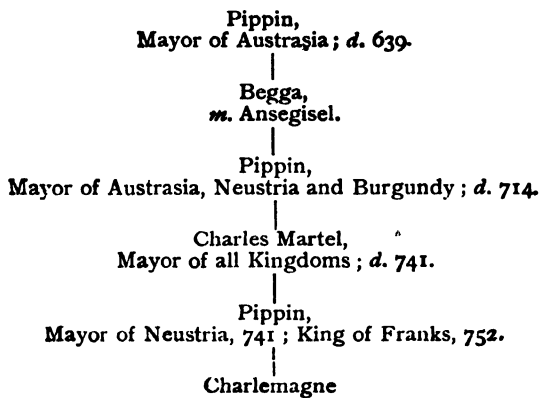 Pippin,
Mayor of Austrasia; d. 639.
Begga,
m. Ansegisel.
Pippin,
Mayor of Austrasia, Neustria and Burgundy; d. 714.
Charles Martel,
Mayor of all Kingdoms; d. 741.
Pippin,
Mayor of Neustria, 741; King of Franks, 752.
Charlemagne